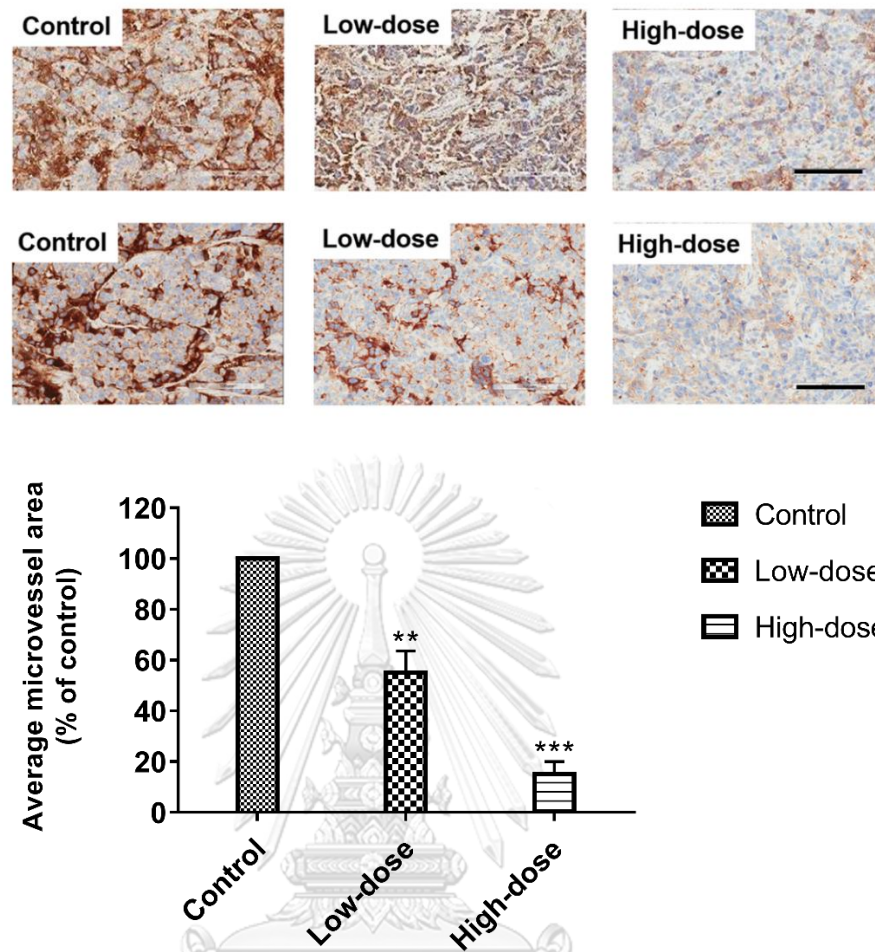 Control
Low-dose
High-dose
Control
Low-dose
High-dose
Average microvessel area
(% of control)
120
100
80
60
40
20
0
**
***
Control
Low-dose
High-dose
Control
Low-dose
High-dose